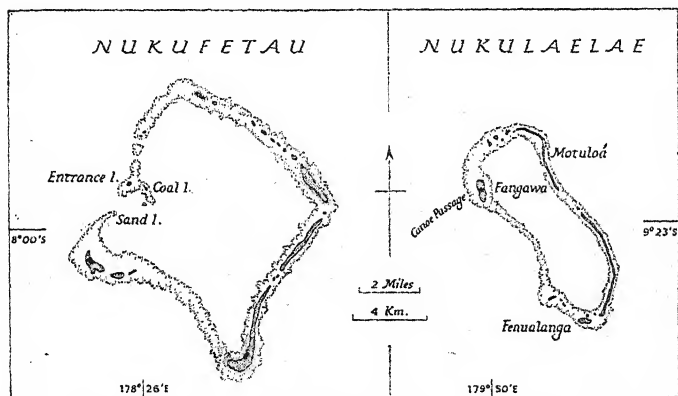 NUKUFETAU
NUKULAELAE
Entrance I.
Coal I.
Sand I.
8°00'S
178° 26'E
2 Miles
4 Km.
Motuloá
Fangawa
Canoe Passage
9°23'S
Fenualanga
179° 50'E